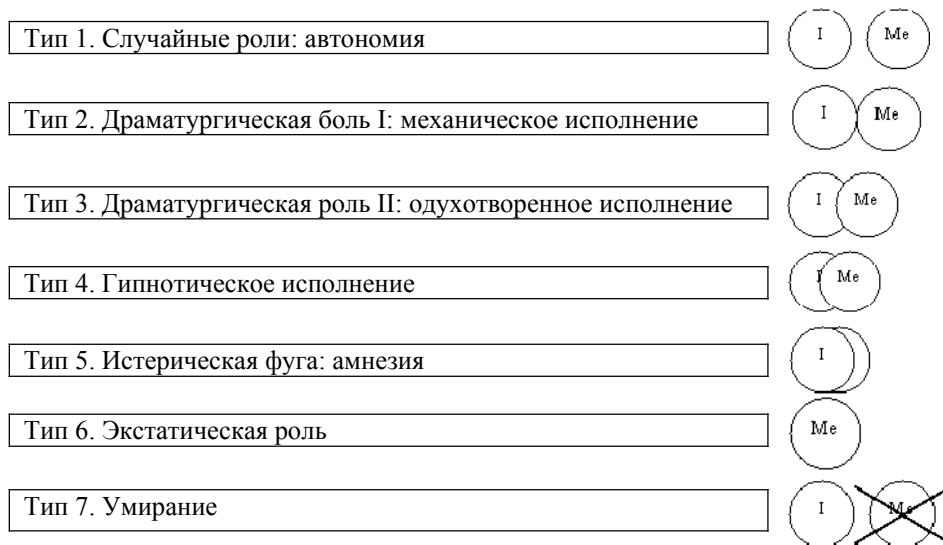 Тип 1. Случайные роли: автономия I Me
Тип 2. Драматургическая боль I: механическое исполнение I Me
Тип 3. Драматургическая роль II: одухотворенное исполнение I Me
Тип 4. Гипнотическое исполнение I Me
Тип 5. Истерическая фуга: амнезия I
Тип 6. Экстатическая роль Me
Тип 7. Умирание I Me